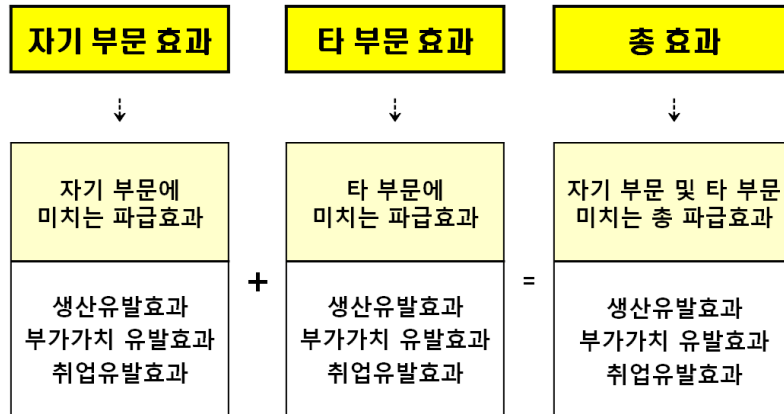 자기 부문 효과
타 부문 효과
총 효과
⇣
⇣
⇣
자기 부문에
미치는 파급효과
타 부문에
미치는 파급효과
자기 부문 및 타 부문
미치는 총 파급효과
생산유발효과
부가가치 유발효과
취업유발효과
+
생산유발효과
부가가치 유발효과
취업유발효과
=
생산유발효과
부가가치 유발효과
취업유발효과